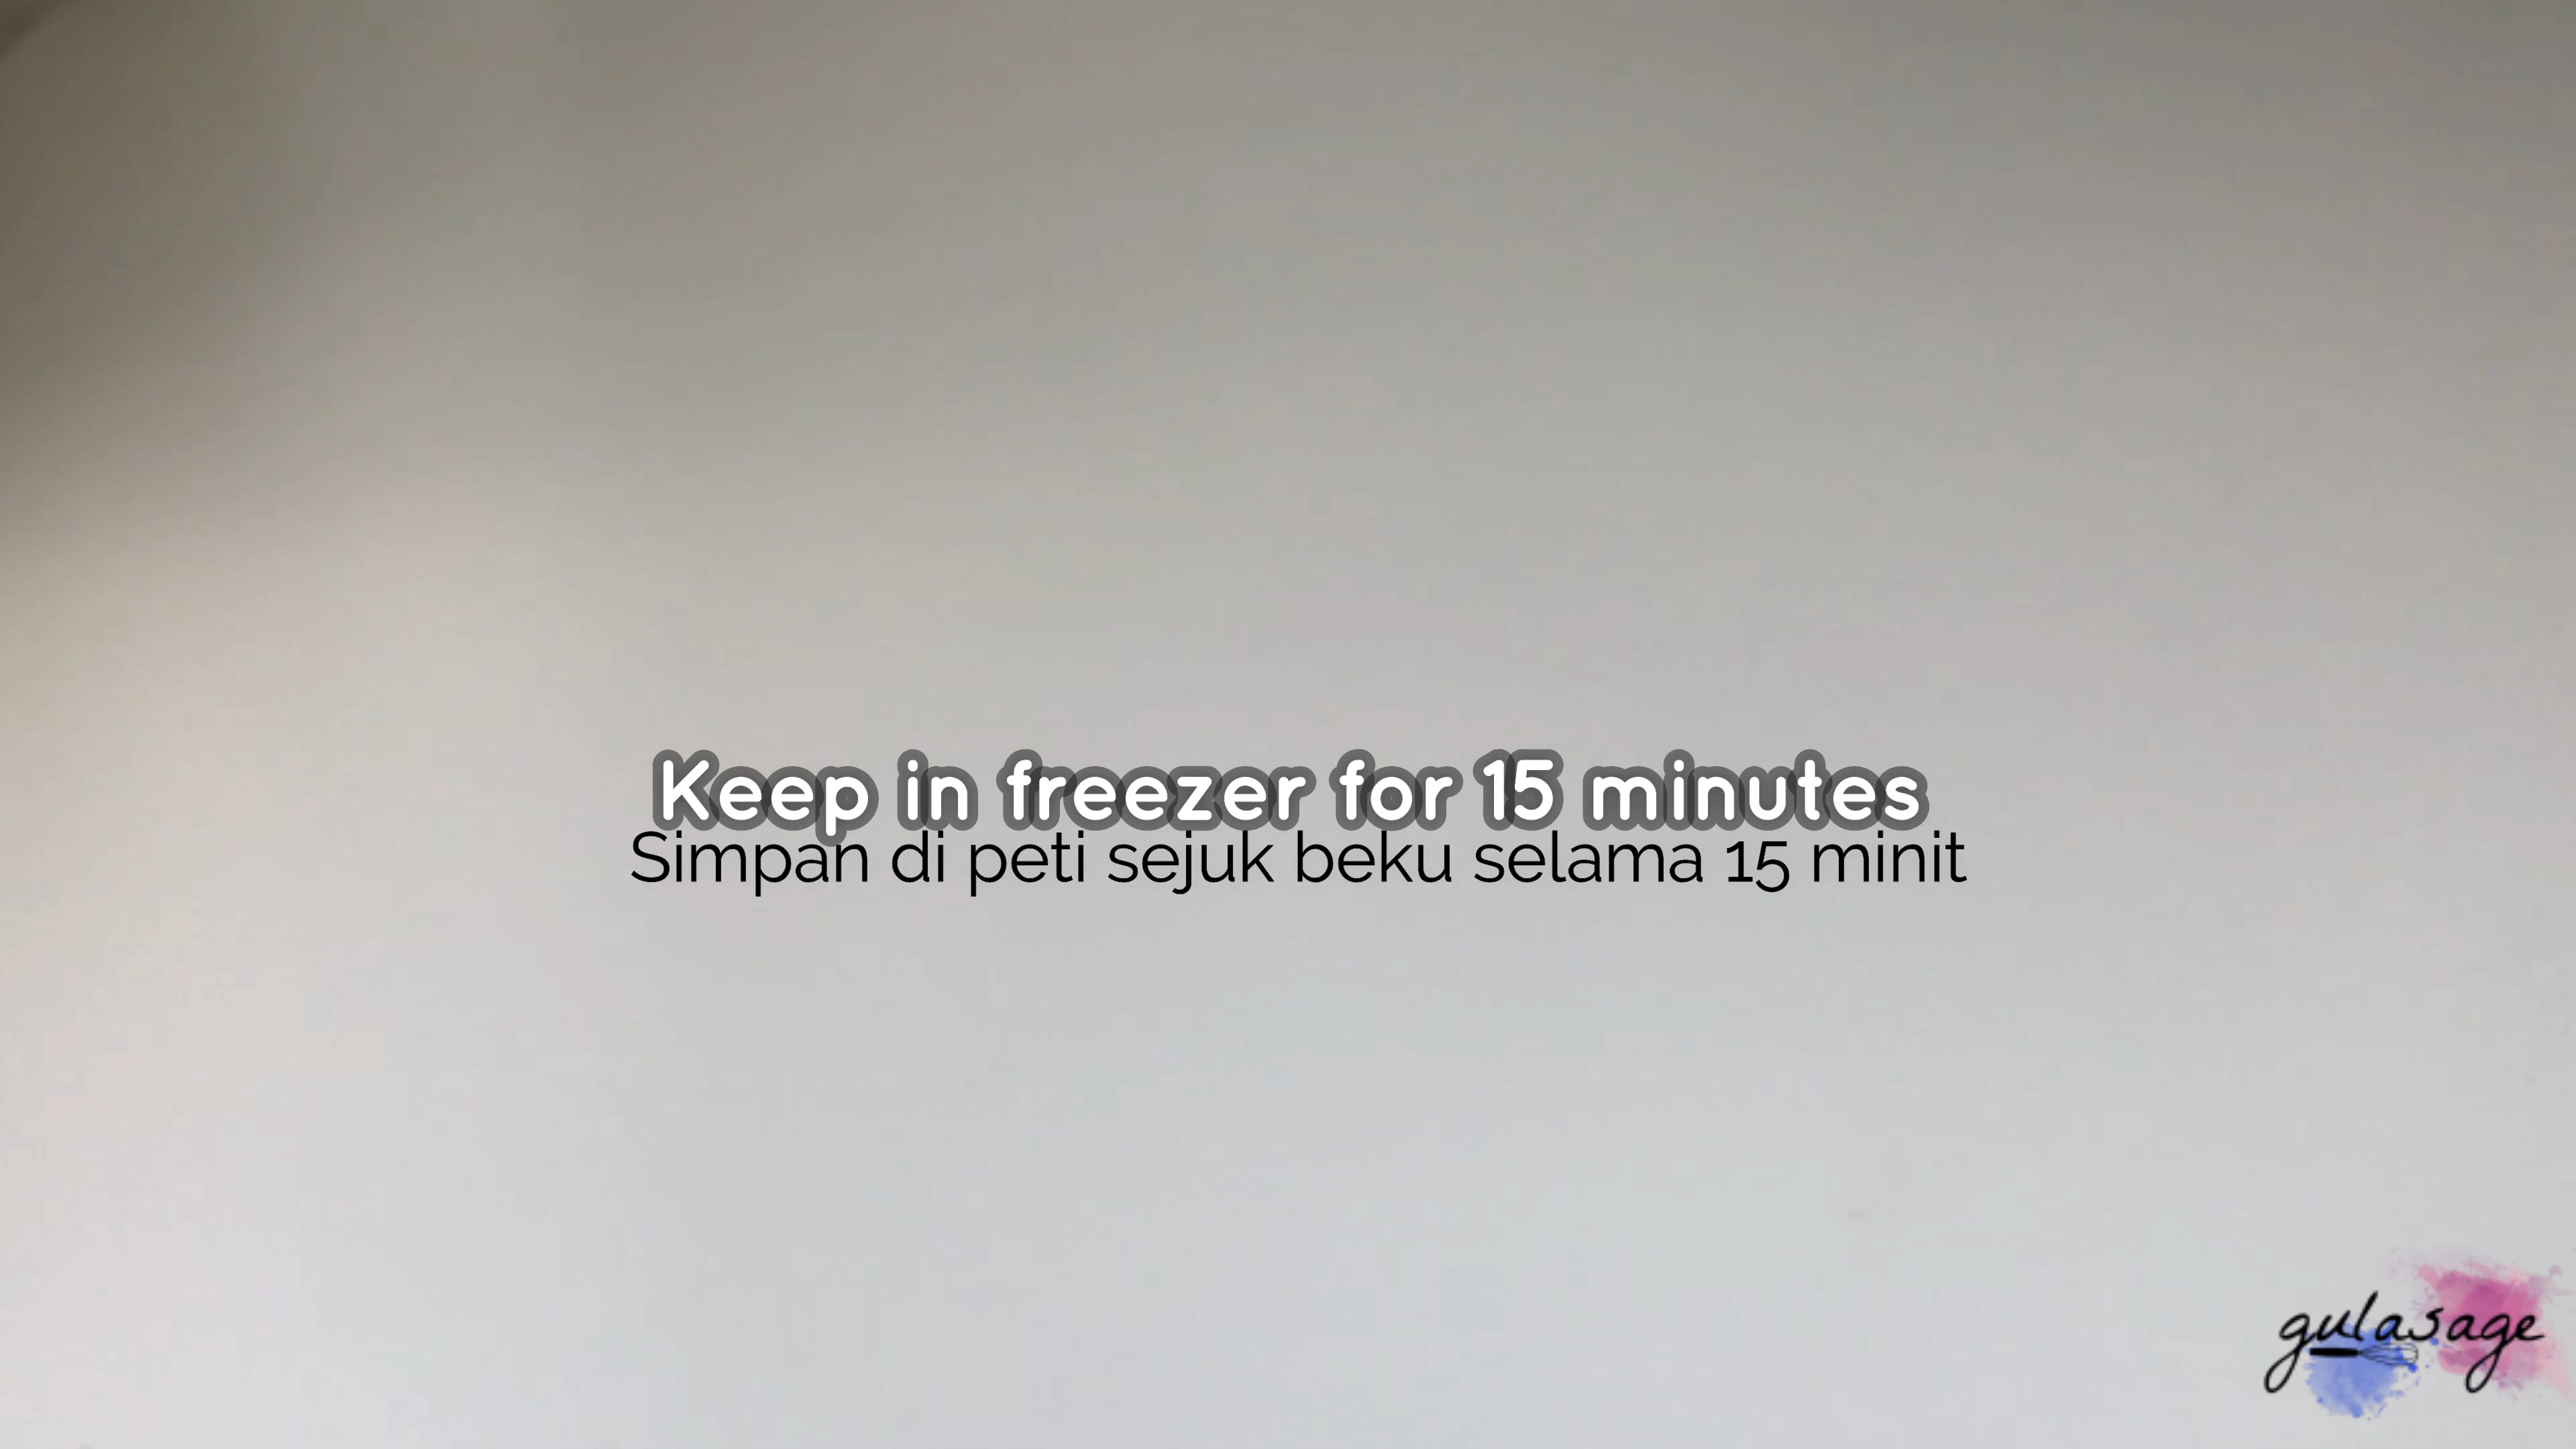 Keep in freezer for 15 minutes
Simpan di peti sejuk beku selama 15 minit
gulasage